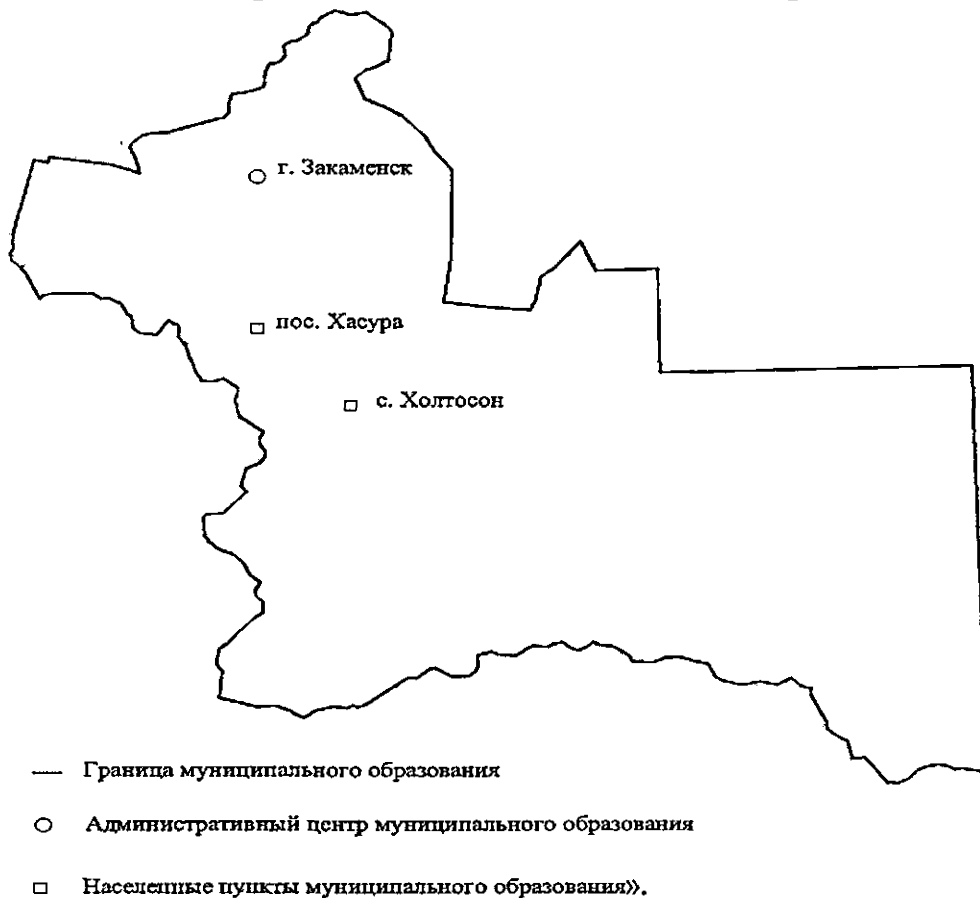 г. Закаменск
пос. Хасура
с. Холтосон
Граница муниципального образования
Административный центр муниципального образования
Населенные пункты муниципального образования».